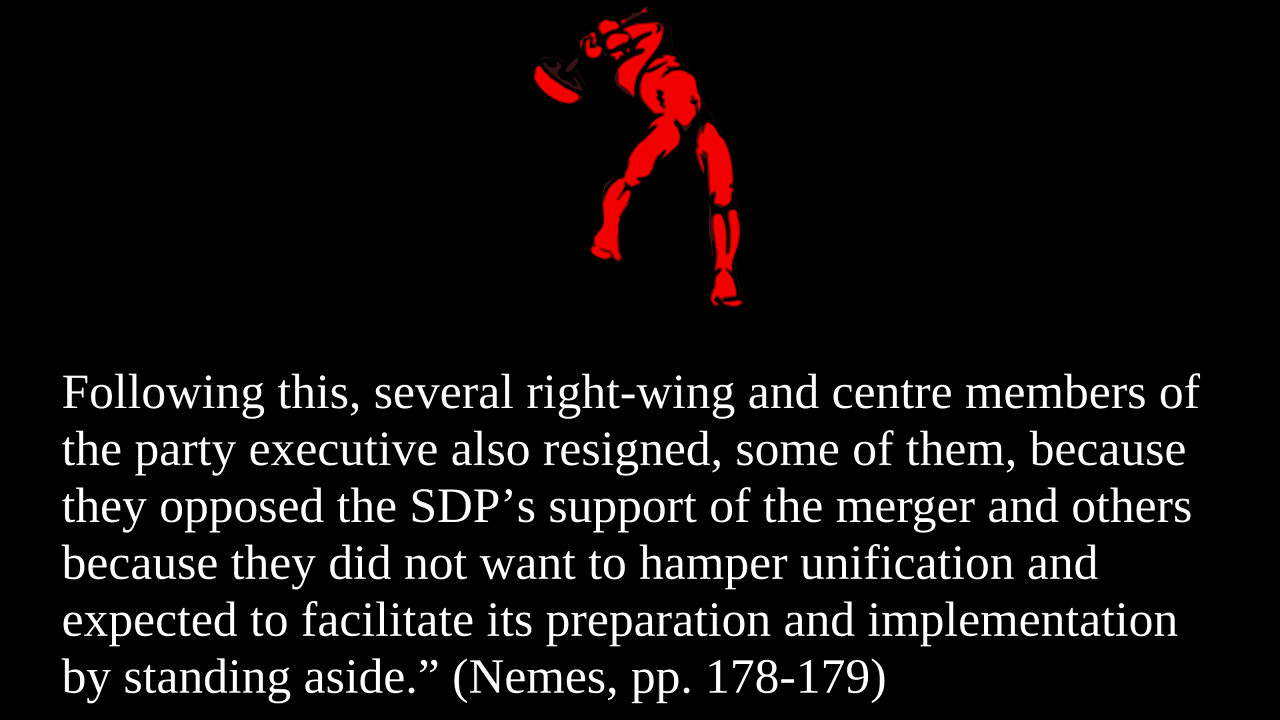 Following this, several right-wing and centre members of
the party executive also resigned, some of them, because
they opposed the SDP’s support of the merger and others
because they did not want to hamper unification and
expected to facilitate its preparation and implementation
by standing aside.” (Nemes, pp. 178-179)